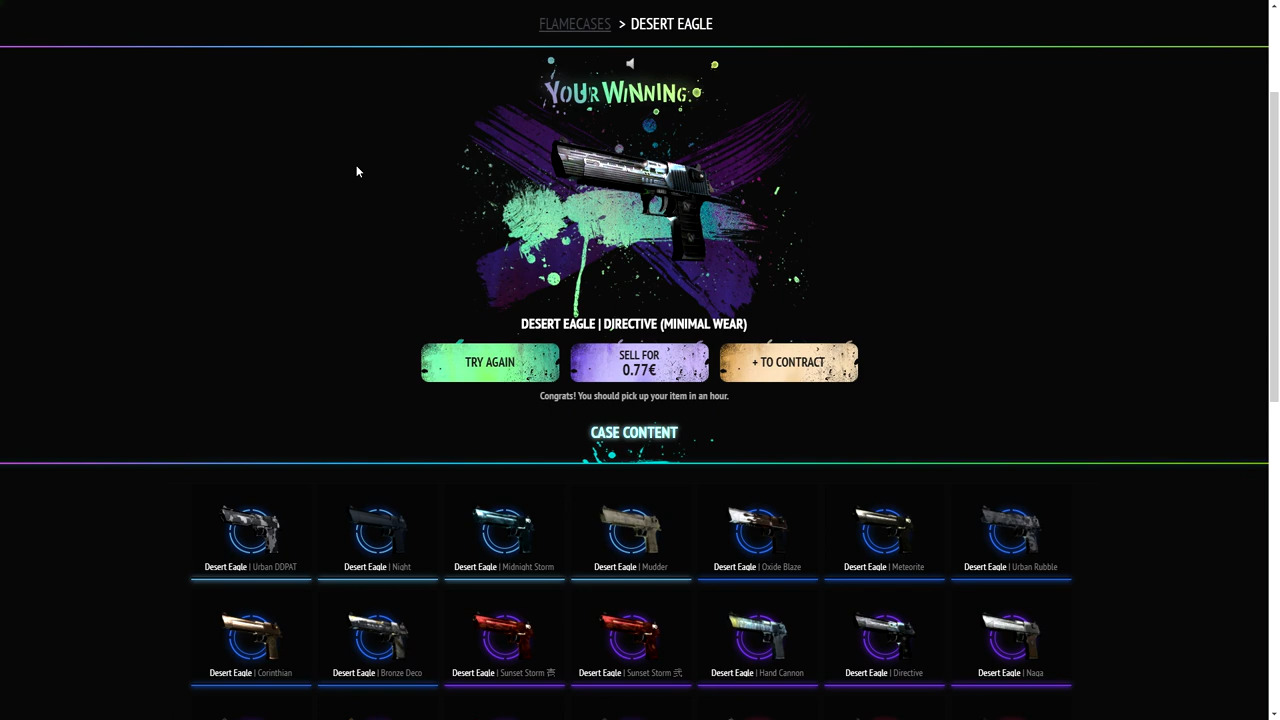 FLAMECASES > DESERT EAGLE
YOUR WINNING:
DESERT EAGLE | DIRECTIVE (MINIMAL WEAR)
TRY AGAIN
SELL FOR
0.77€
+ TO CONTRACT
Congrats! You should pick up your item in an hour.
CASE CONTENT
Desert Eagle | Urban DDPAT
Desert Eagle | Night
Desert Eagle | Midnight Storm
Desert Eagle | Mudder
Desert Eagle | Oxide Blaze
Desert Eagle | Meteorite
Desert Eagle | Urban Rubble
Desert Eagle | Corinthian
Desert Eagle | Bronze Deco
Desert Eagle | Sunset Storm 壱
Desert Eagle | Sunset Storm 弐
Desert Eagle | Hand Cannon
Desert Eagle | Directive
Desert Eagle | Naga